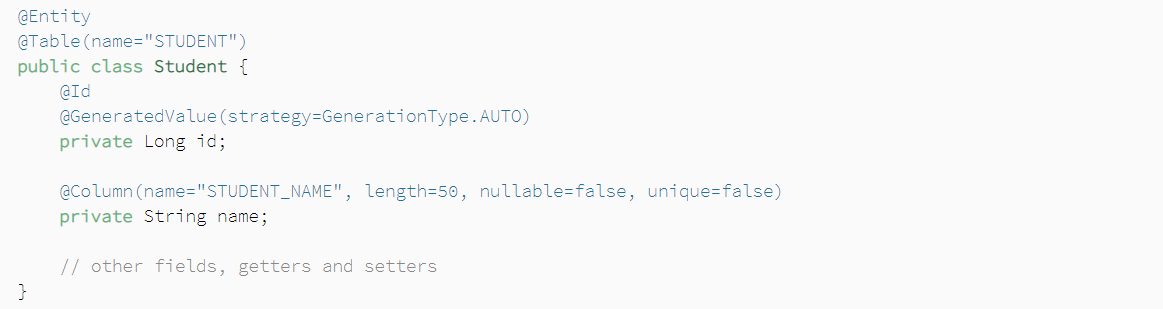 @Entity
@Table(name="STUDENT")
public class Student {
    @Id
    @GeneratedValue(strategy=GenerationType.AUTO)
    private Long id;

    @Column(name="STUDENT_NAME", length=50, nullable=false, unique=false)
    private String name;

    // other fields, getters and setters
}